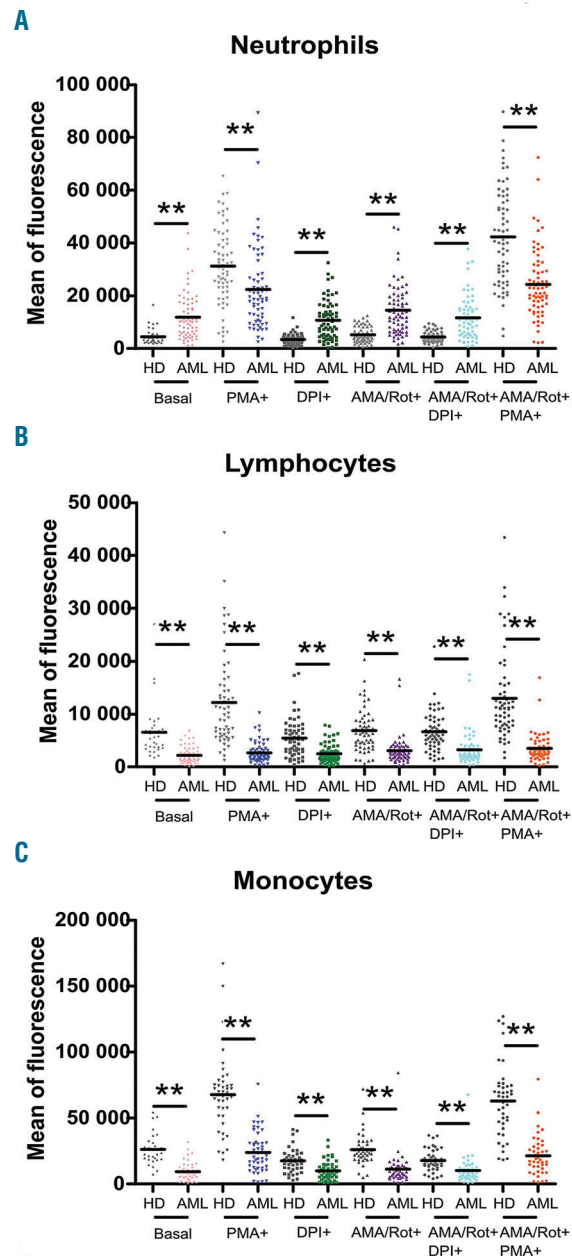 A
Neutrophils
Mean of fluorescence
100 000
80 000
60 000
40 000
20 000
0
** ** ** ** ** **
HD AML HD AML HD AML HD AML HD AML HD AML
Basal PMA+ DPI+ AMA/Rot+ AMA/Rot+ AMA/Rot+
DPI+ PMA+
B
Lymphocytes
Mean of fluorescence
50 000
40 000
30 000
20 000
10 000
0
** ** ** ** ** **
HD AML HD AML HD AML HD AML HD AML HD AML
Basal PMA+ DPI+ AMA/Rot+ AMA/Rot+ AMA/Rot+
DPI+ PMA+
C
Monocytes
Mean of fluorescence
200 000
150 000
100 000
50 000
0
** ** ** ** ** **
HD AML HD AML HD AML HD AML HD AML HD AML
Basal PMA+ DPI+ AMA/Rot+ AMA/Rot+ AMA/Rot+
DPI+ PMA+